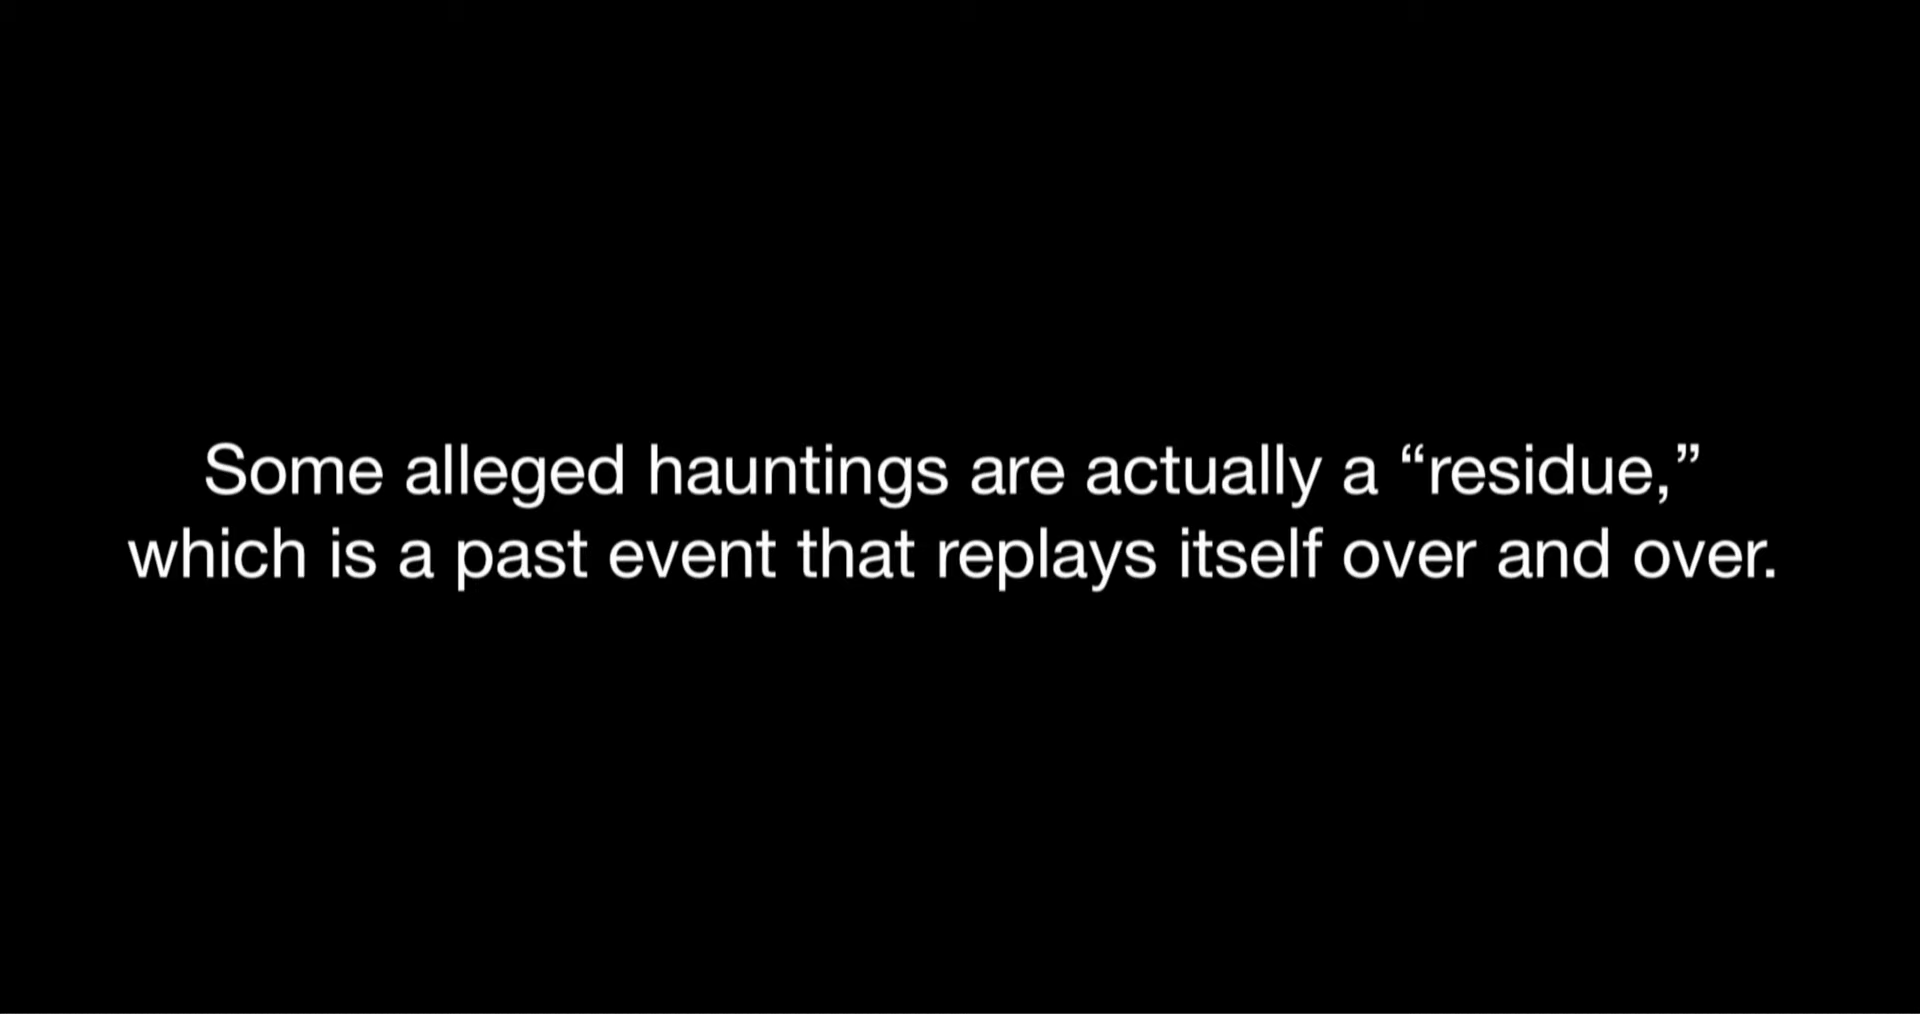 Some alleged hauntings are actually a “residue,”
which is a past event that replays itself over and over.